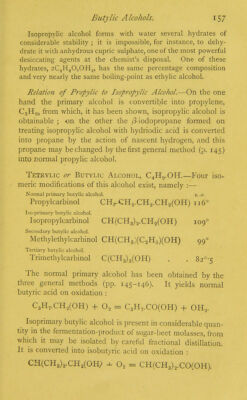 Butylic Alcohols. 157
Isopropylic alcohol forms with water several hydrates of
considerable stability ; it is impossible, for instance, to dehy-
drate it with anhydrous cupric sulphate, one of the most powerful
desiccating agents at the chemist's disposal. One of these
hydrates, 2C₃H₈O,OH₂, has the same percentage composition
and very nearly the same boiling-point as ethylic alcohol.
Relation of Propylic to Isopropylic Alcohol.—On the one
hand the primary alcohol is convertible into propylene,
C₃H₆, from which, it has been shown, isopropylic alcohol is
obtainable ; on the other the β-iodopropane formed on
treating isopropylic alcohol with hydriodic acid is converted
into propane by the action of nascent hydrogen, and this
propane may be changed by the first general method (p. 145)
into normal propylic alcohol.
TETRYLIC or BUTYLIC ALCOHOL, C₄H₉.OH.—Four iso-
meric modifications of this alcohol exist, namely :—
Normal primary butylic alcohol. B.-P.
Propylcarbinol CH₃.CH₂.CH₂.CH₂(OH) 116°
Iso-primary butylic alcohol.
Isopropylcarbinol CH(CH₃)₂.CH₂(OH) 109°
Secondary butylic alcohol.
Methylethylcarbinol CH(CH₃)(C₂H₅)(OH) 99°
Tertiary butylic alcohol.
Trimethylcarbinol C(CH₃)₃(OH) . . 82°·5
The normal primary alcohol has been obtained by the
three general methods (pp. 145-146). It yields normal
butyric acid on oxidation :
C₃H₇.CH₂(OH) + O₂ = C₃H₇.CO(OH) + OH₂.
Isoprimary butylic alcohol is present in considerable quan-
tity in the fermentation-product of sugar-beet molasses, from
which it may be isolated by careful fractional distillation.
It is converted into isobutyric acid on oxidation :
CH(CH₃)₂.CH₂(OH) + O₂ = CH(CH₃)₂.CO(OH).